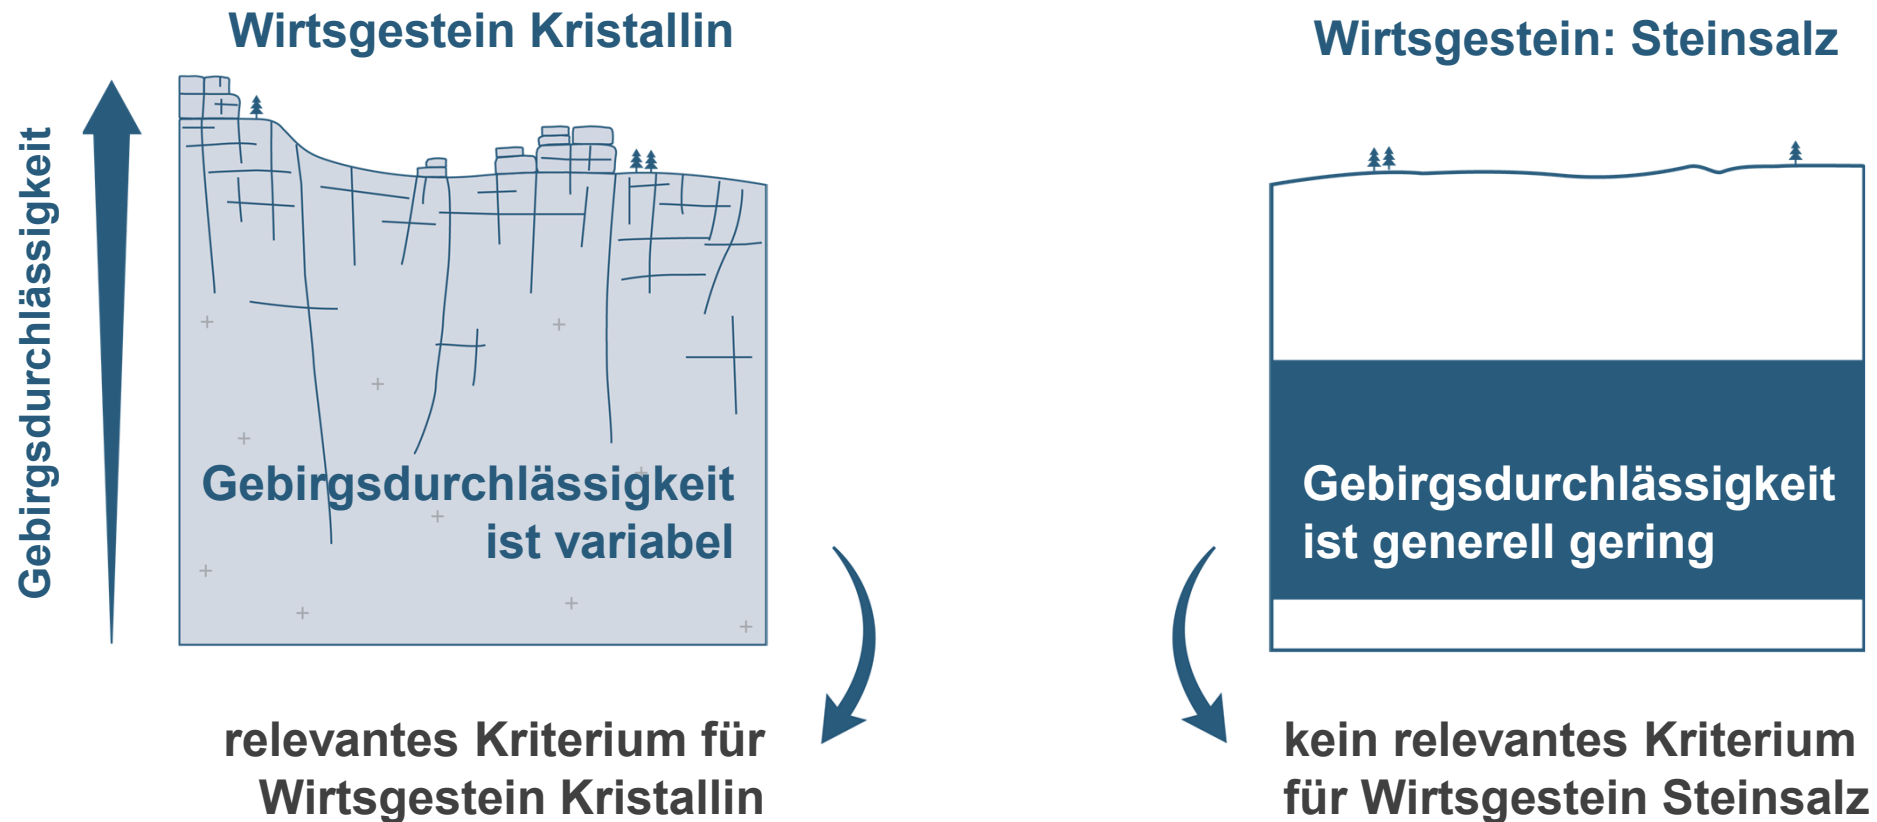 Wirtsgestein Kristallin
Gebirgsdurchlässigkeit
Gebirgsdurchlässigkeit
ist variabel
relevantes Kriterium für
Wirtsgestein Kristallin
Wirtsgestein: Steinsalz
Gebirgsdurchlässigkeit
ist generell gering
kein relevantes Kriterium
für Wirtsgestein Steinsalz